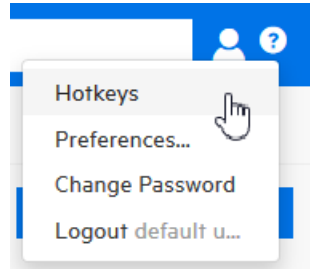 ?
Hotkeys
Preferences...
Change Password
Logout default u...